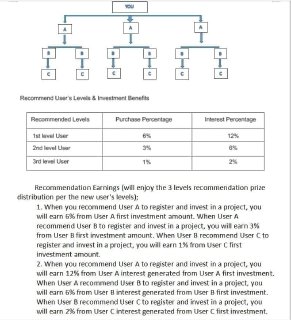 YOU
A A A
B B B B B B
C C C C C C
Recommend User's Levels & Investment Benefits
Recommended Levels Purchase Percentage Interest Percentage
1st level User 6% 12%
2nd level User 3% 6%
3rd level User 1% 2%
Recommendation Earnings (will enjoy the 3 levels recommendation prize
distribution per the new user's levels);
1. When you recommend User A to register and invest in a project, you
will earn 6% from User A first investment amount. When User A
recommend User B to register and invest in a project, you will earn 3%
from User B first investment amount. When User B recommend User C to
register and invest in a project, you will earn 1% from User C first
investment amount.
2. When you recommend User A to register and invest in a project, you
will earn 12% from User A interest generated from User A first investment.
When User A recommend User B to register and invest in a project, you
will earn 6% from User B interest generated from User B first investment.
When User B recommend User C to register and invest in a project, you
will earn 2% from User C interest generated from User C first investment.